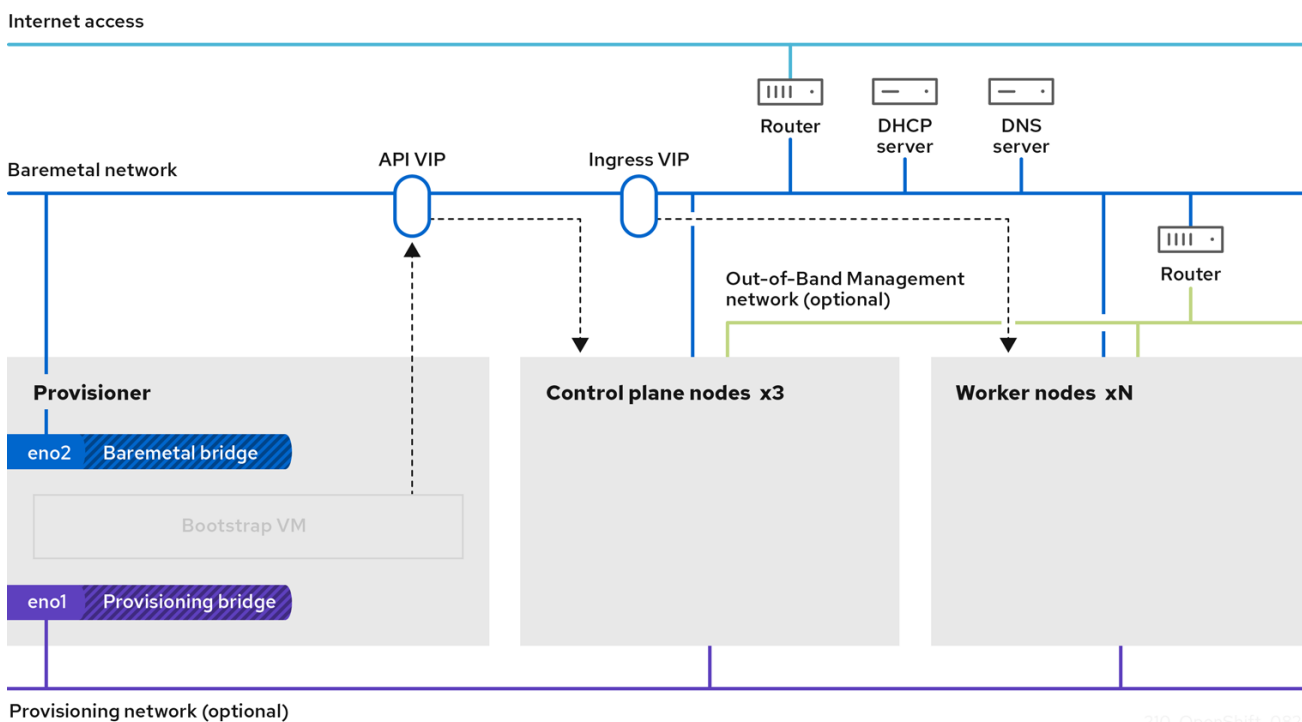 Internet access
Router
DHCP
server
DNS
server
API VIP
Ingress VIP
Baremetal network
Router
Out-of-Band Management
network (optional)
Provisioner
Control plane nodes x3
Worker nodes xN
eno2
Baremetal bridge
Bootstrap VM
eno1
Provisioning bridge
Provisioning network (optional)